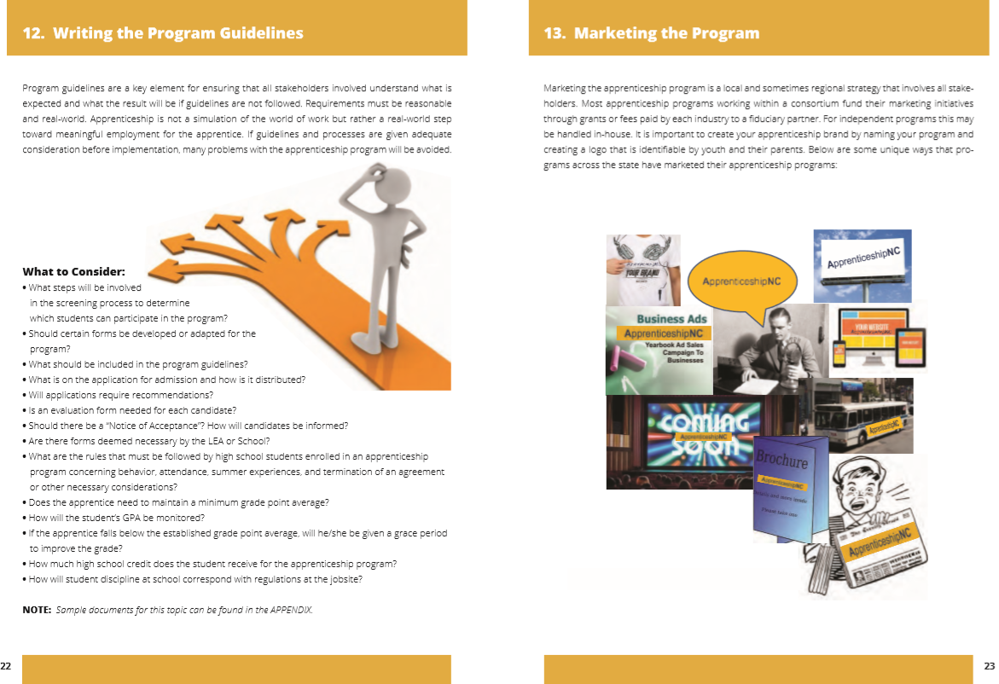 12. Writing the Program Guidelines
Program guidelines are a key element for ensuring that all stakeholders involved understand what is
expected and what the result will be if guidelines are not followed. Requirements must be reasonable
and real-world. Apprenticeship is not a simulation of the world of work but rather a real-world step
toward meaningful employment for the apprentice. If guidelines and processes are given adequate
consideration before implementation, many problems with the apprenticeship program will be avoided.
What to Consider:
• What steps will be involved
in the screening process to determine
which students can participate in the program?
• Should certain forms be developed or adapted for the
program?
• What should be included in the program guidelines?
• What is on the application for admission and how is it distributed?
• Will applications require recommendations?
• Is an evaluation form needed for each candidate?
• Should there be a “Notice of Acceptance”? How will candidates be informed?
• Are there forms deemed necessary by the LEA or School?
• What are the rules that must be followed by high school students enrolled in an apprenticeship
program concerning behavior, attendance, summer experiences, and termination of an agreement
or other necessary considerations?
• Does the apprentice need to maintain a minimum grade point average?
• How will the student’s GPA be monitored?
• If the apprentice falls below the established grade point average, will he/she be given a grace period
to improve the grade?
• How much high school credit does the student receive for the apprenticeship program?
• How will student discipline at school correspond with regulations at the jobsite?
NOTE: Sample documents for this topic can be found in the APPENDIX.
22
13. Marketing the Program
Marketing the apprenticeship program is a local and sometimes regional strategy that involves all stake-
holders. Most apprenticeship programs working within a consortium fund their marketing initiatives
through grants or fees paid by each industry to a fiduciary partner. For independent programs this may
be handled in-house. It is important to create your apprenticeship brand by naming your program and
creating a logo that is identifiable by youth and their parents. Below are some unique ways that pro-
grams across the state have marketed their apprenticeship programs:
YOUR BRAND
ApprenticeshipNC
ApprenticeshipNC
Business Ads
ApprenticeshipNC
Yearbook Ad Sales
Campaign To
Businesses
YOUR WEBSITE
ApprenticeshipNC
COMING
ApprenticeshipNC
SOON
ApprenticeshipNC
Brochure
ApprenticeshipNC
Please take one
ApprenticeshipNC
23